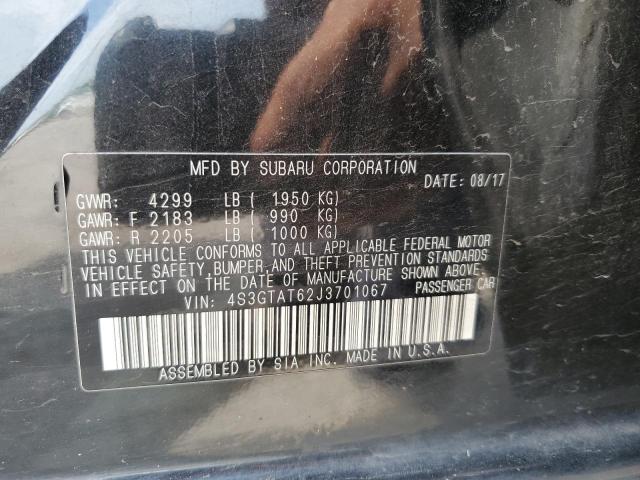 MFD BY SUBARU CORPORATION
DATE: 08/17
GVWR: 4299 LB ( 1950 KG)
GAWR: F 2183 LB ( 990 KG)
GAWR: R 2205 LB ( 1000 KG)
THIS VEHICLE CONFORMS TO ALL APPLICABLE FEDERAL MOTOR
VEHICLE SAFETY, BUMPER, AND THEFT PREVENTION STANDARDS
IN EFFECT ON THE DATE OF MANUFACTURE SHOWN ABOVE.
VIN: 4S3GTAT62J3701067 PASSENGER CAR
ASSEMBLED BY SIA INC. MADE IN U.S.A.